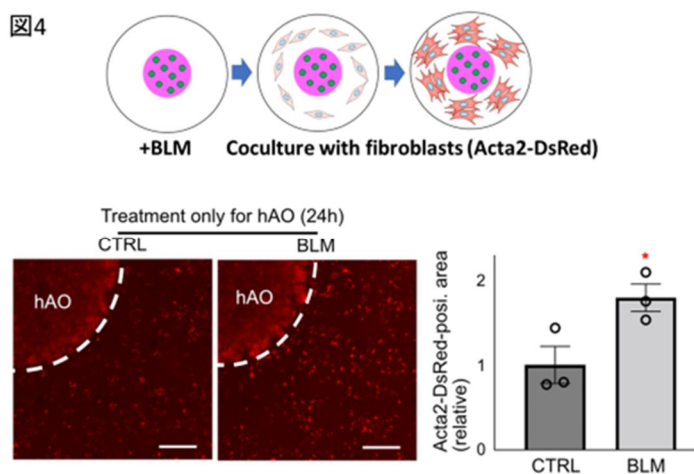 図4
+BLM
Coculture with fibroblasts (Acta2-DsRed)
Treatment only for hAO (24h)
CTRL
BLM
hAO
hAO
Acta2-DsRed-posi. area
(relative)
2
1
0
*
CTRL
BLM